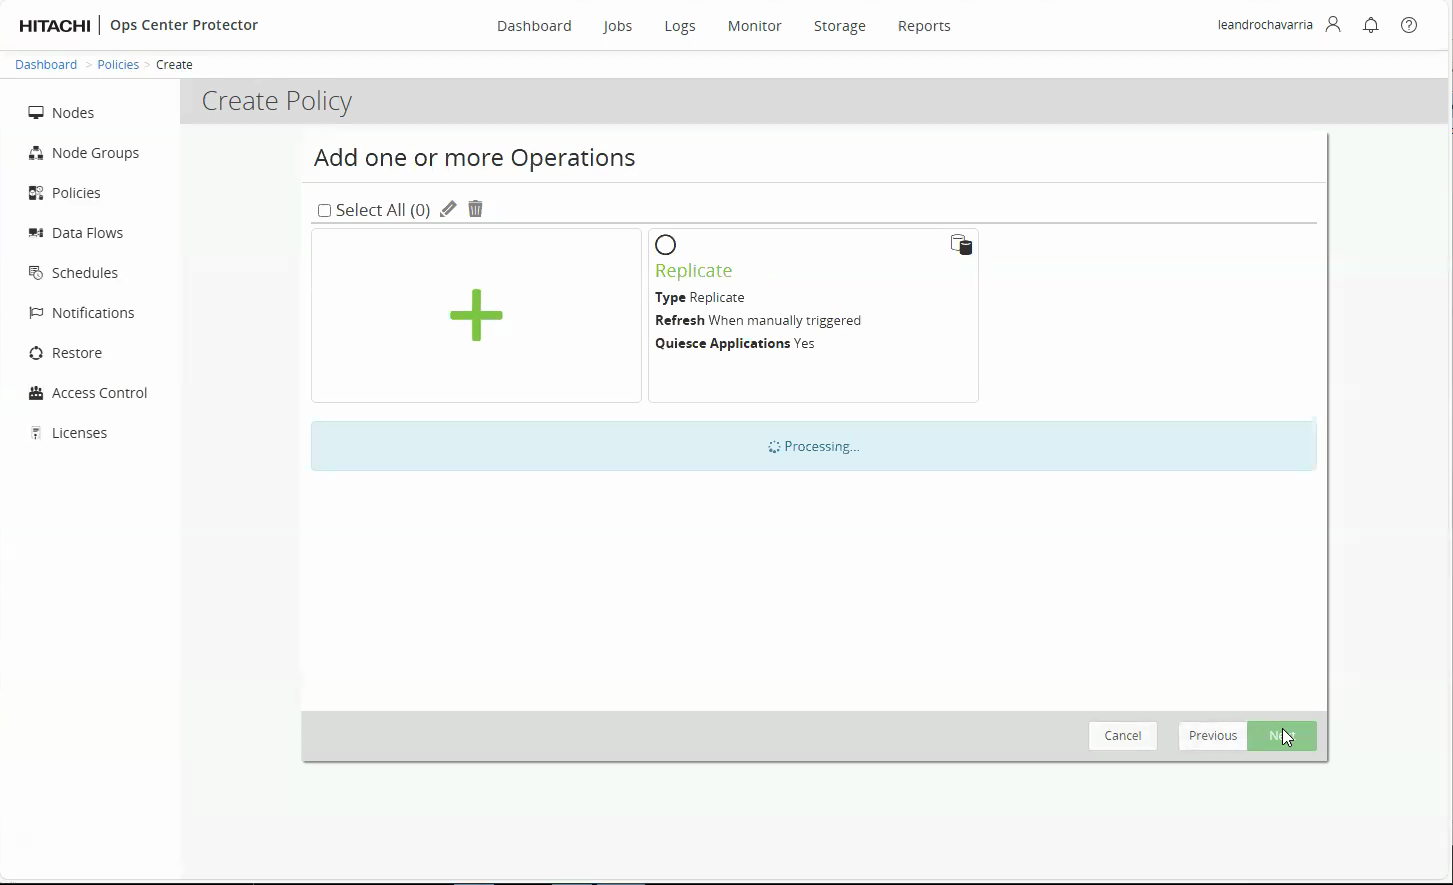 HITACHI Ops Center Protector
Dashboard Jobs Logs Monitor Storage Reports
leandrochavarria
Dashboard > Policies > Create
Nodes
Node Groups
Policies
Data Flows
Schedules
Notifications
Restore
Access Control
Licenses
Create Policy
Add one or more Operations
Select All (0)
Replicate
Type Replicate
Refresh When manually triggered
Quiesce Applications Yes
Processing...
Cancel
Previous